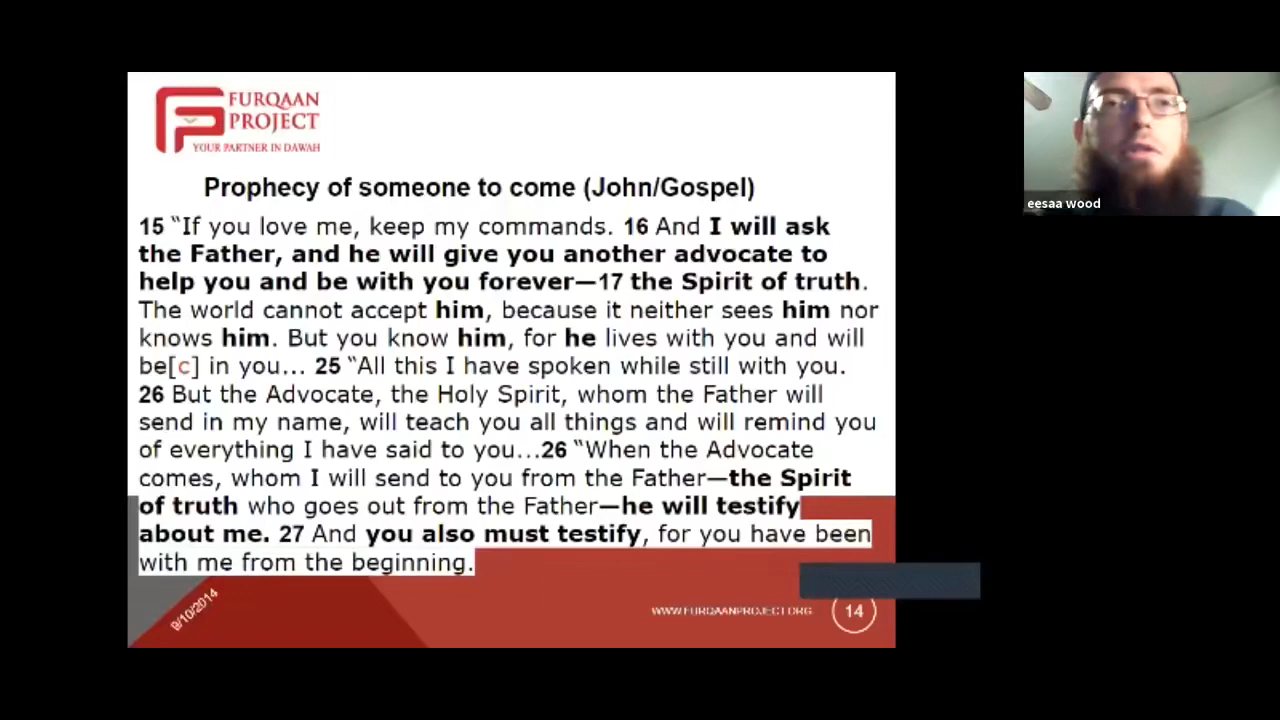 FURQAAN
PROJECT
YOUR PARTNER IN DAWAH
Prophecy of someone to come (John/Gospel)
15 “If you love me, keep my commands. 16 And I will ask
the Father, and he will give you another advocate to
help you and be with you forever—17 the Spirit of truth.
The world cannot accept him, because it neither sees him nor
knows him. But you know him, for he lives with you and will
be[c] in you... 25 “All this I have spoken while still with you.
26 But the Advocate, the Holy Spirit, whom the Father will
send in my name, will teach you all things and will remind you
of everything I have said to you...26 “When the Advocate
comes, whom I will send to you from the Father—the Spirit
of truth who goes out from the Father—he will testify
about me. 27 And you also must testify, for you have been
with me from the beginning.
9/10/2014
WWW.FURQAANPROJECT.ORG
14
eesaa wood